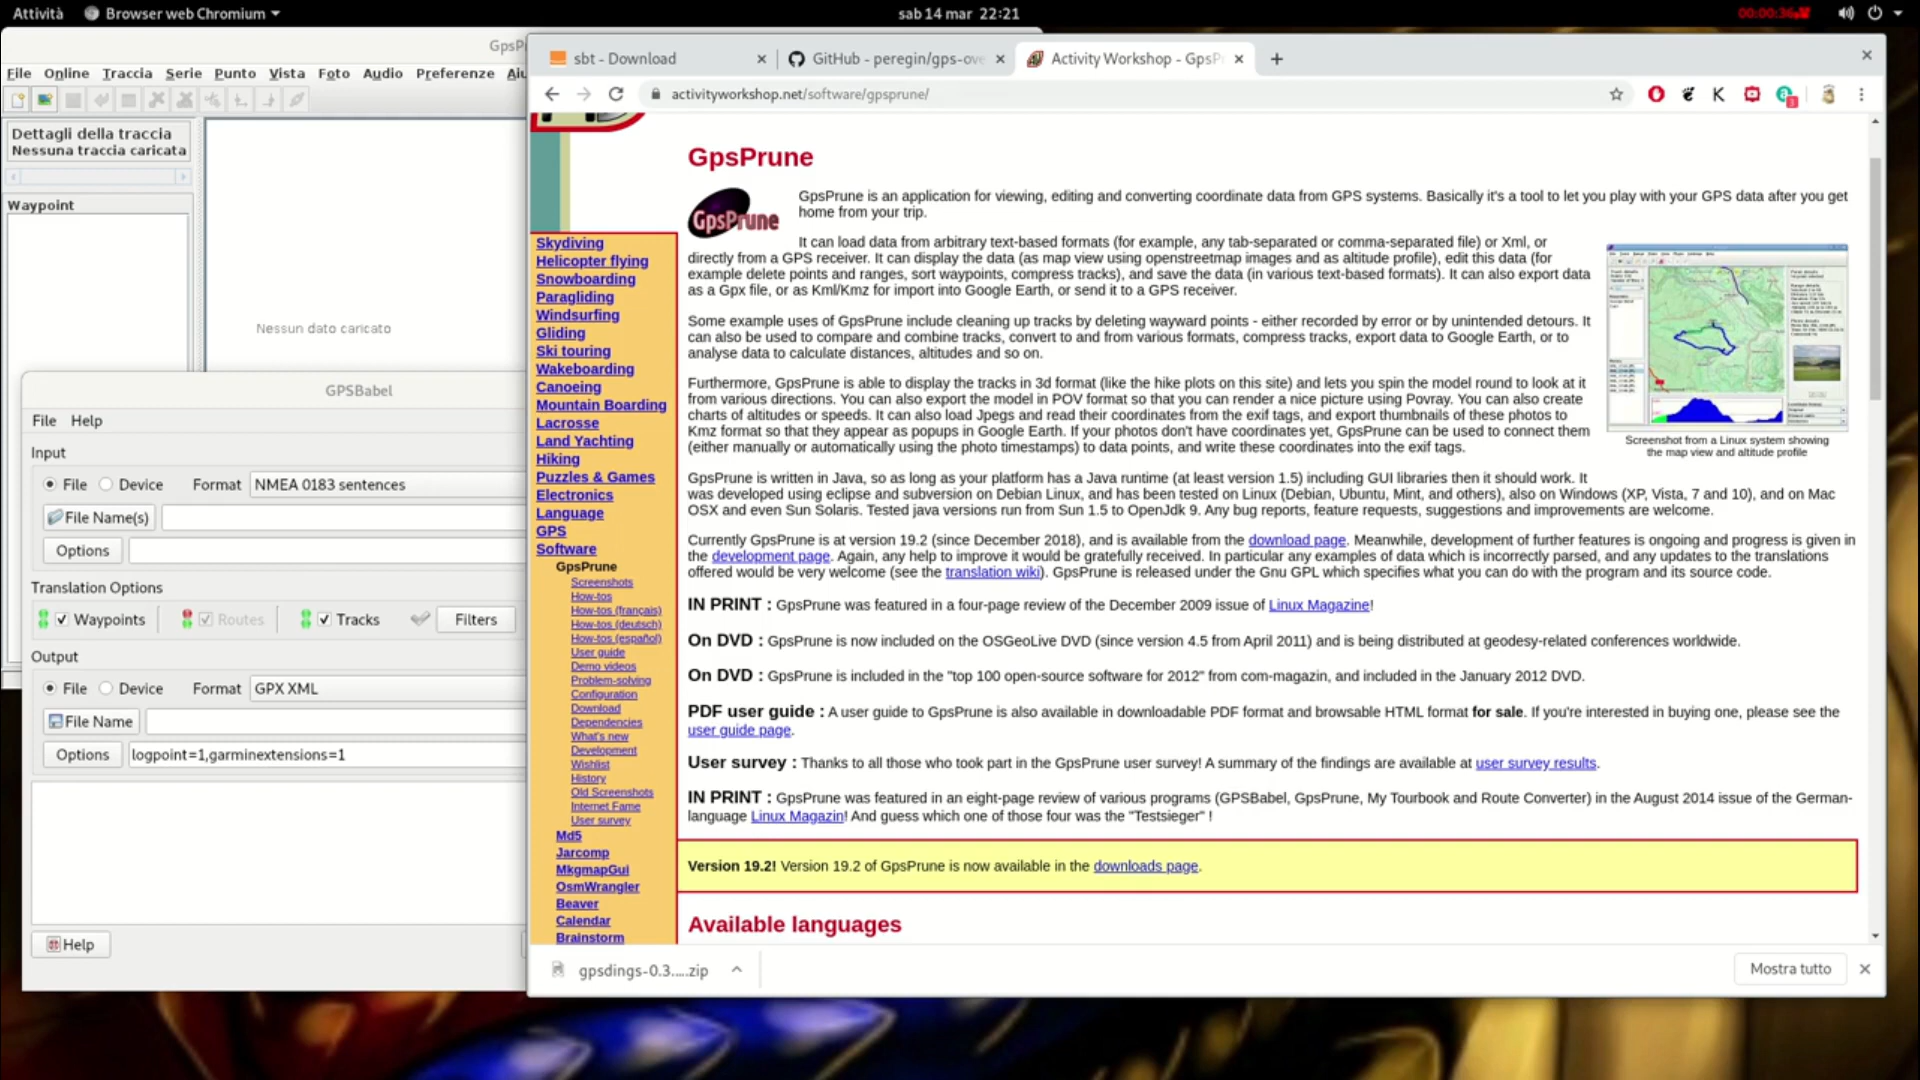 Attività
Browser web Chromium
sab 14 mar 22:21
00:00:36
GpsP
File Online Traccia Serie Punto Vista Foto Audio Preferenze Aiu
Dettagli della traccia
Nessuna traccia caricata
Waypoint
Nessun dato caricato
GPSBabel
File Help
Input
File Device Format NMEA 0183 sentences
File Name(s)
Options
Translation Options
Waypoints Routes Tracks Filters
Output
File Device Format GPX XML
File Name
Options logpoint=1,garminextensions=1
Help
sbt - Download
GitHub - peregin/gps-ove
Activity Workshop - GpsPr
activityworkshop.net/software/gpsprune/
Skydiving
Helicopter flying
Snowboarding
Paragliding
Windsurfing
Gliding
Ski touring
Wakeboarding
Canoeing
Mountain Boarding
Lacrosse
Land Yachting
Hiking
Puzzles & Games
Electronics
Language
GPS
Software
GpsPrune
Screenshots
How-tos
How-tos (français)
How-tos (deutsch)
How-tos (español)
User guide
Demo videos
Problem-solving
Configuration
Download
Dependencies
What's new
Development
Wishlist
History
Old Screenshots
Internet Fame
User survey
Md5
Jarcomp
MkgmapGui
OsmWrangler
Beaver
Calendar
Brainstorm
GpsPrune
GpsPrune
GpsPrune is an application for viewing, editing and converting coordinate data from GPS systems. Basically it's a tool to let you play with your GPS data after you get
home from your trip.
It can load data from arbitrary text-based formats (for example, any tab-separated or comma-separated file) or Xml, or
directly from a GPS receiver. It can display the data (as map view using openstreetmap images and as altitude profile), edit this data (for
example delete points and ranges, sort waypoints, compress tracks), and save the data (in various text-based formats). It can also export data
as a Gpx file, or as Kml/Kmz for import into Google Earth, or send it to a GPS receiver.
Some example uses of GpsPrune include cleaning up tracks by deleting wayward points - either recorded by error or by unintended detours. It
can also be used to compare and combine tracks, convert to and from various formats, compress tracks, export data to Google Earth, or to
analyse data to calculate distances, altitudes and so on.
Furthermore, GpsPrune is able to display the tracks in 3d format (like the hike plots on this site) and lets you spin the model round to look at it
from various directions. You can also export the model in POV format so that you can render a nice picture using Povray. You can also create
charts of altitudes or speeds. It can also load Jpegs and read their coordinates from the exif tags, and export thumbnails of these photos to
Kmz format so that they appear as popups in Google Earth. If your photos don't have coordinates yet, GpsPrune can be used to connect them
(either manually or automatically using the photo timestamps) to data points, and write these coordinates into the exif tags.
Screenshot from a Linux system showing
the map view and altitude profile
GpsPrune is written in Java, so as long as your platform has a Java runtime (at least version 1.5) including GUI libraries then it should work. It
was developed using eclipse and subversion on Debian Linux, and has been tested on Linux (Debian, Ubuntu, Mint, and others), also on Windows (XP, Vista, 7 and 10), and on Mac
OSX and even Sun Solaris. Tested java versions run from Sun 1.5 to OpenJdk 9. Any bug reports, feature requests, suggestions and improvements are welcome.
Currently GpsPrune is at version 19.2 (since December 2018), and is available from the download page. Meanwhile, development of further features is ongoing and progress is given in
the development page. Again, any help to improve it would be gratefully received. In particular any examples of data which is incorrectly parsed, and any updates to the translations
offered would be very welcome (see the translation wiki). GpsPrune is released under the Gnu GPL which specifies what you can do with the program and its source code.
IN PRINT : GpsPrune was featured in a four-page review of the December 2009 issue of Linux Magazine!
On DVD : GpsPrune is now included on the OSGeoLive DVD (since version 4.5 from April 2011) and is being distributed at geodesy-related conferences worldwide.
On DVD : GpsPrune is included in the "top 100 open-source software for 2012" from com-magazin, and included in the January 2012 DVD.
PDF user guide : A user guide to GpsPrune is also available in downloadable PDF format and browsable HTML format for sale. If you're interested in buying one, please see the
user guide page.
User survey : Thanks to all those who took part in the GpsPrune user survey! A summary of the findings are available at user survey results.
IN PRINT : GpsPrune was featured in an eight-page review of various programs (GPSBabel, GpsPrune, My Tourbook and Route Converter) in the August 2014 issue of the German-
language Linux Magazin! And guess which one of those four was the "Testsieger" !
Version 19.2! Version 19.2 of GpsPrune is now available in the downloads page.
Available languages
gpsdings-0.3....zip
Mostra tutto